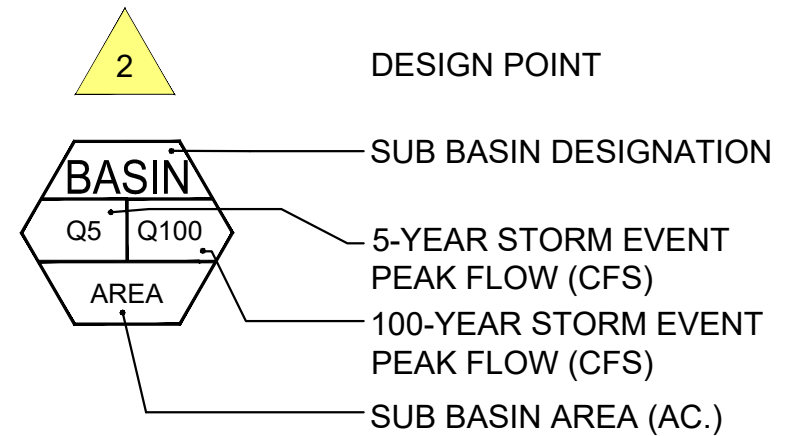 2
DESIGN POINT
BASIN
SUB BASIN DESIGNATION
Q5
Q100
5-YEAR STORM EVENT
PEAK FLOW (CFS)
AREA
100-YEAR STORM EVENT
PEAK FLOW (CFS)
SUB BASIN AREA (AC.)